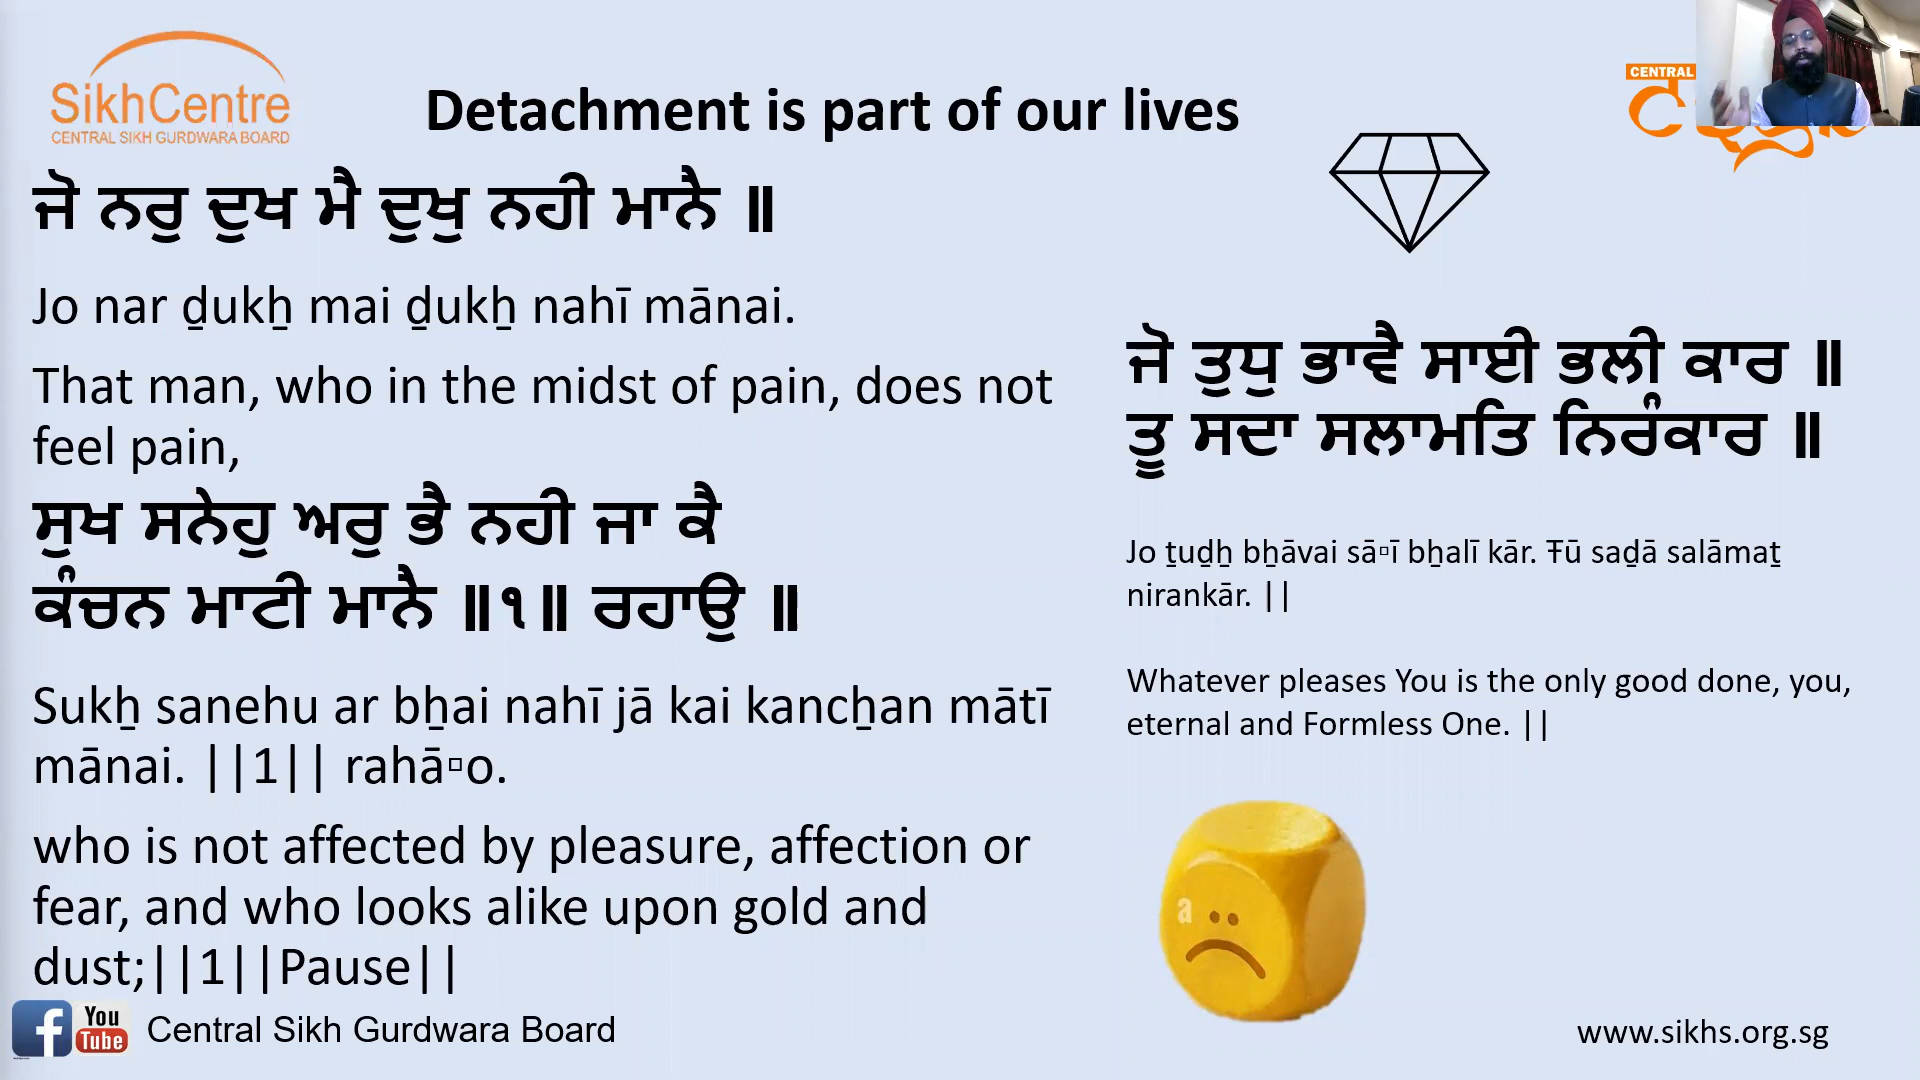 SikhCentre
CENTRAL SIKH GURDWARA BOARD
Detachment is part of our lives
CENTRAL
ਜੋ ਨਰੁ ਦੁਖ ਮੈ ਦੁਖੁ ਨਹੀ ਮਾਨੈ ॥
Jo nar ḏukẖ mai ḏukẖ nahī mānai.
That man, who in the midst of pain, does not
feel pain,
ਸੁਖ ਸਨੇਹੁ ਅਰੁ ਭੈ ਨਹੀ ਜਾ ਕੈ
ਕੰਚਨ ਮਾਟੀ ਮਾਨੈ ॥੧॥ ਰਹਾਉ ॥
Sukẖ sanehu ar bẖai nahī jā kai kancẖan mātī
mānai. ||1|| rahā▫o.
who is not affected by pleasure, affection or
fear, and who looks alike upon gold and
dust;||1||Pause||
ਜੋ ਤੁਧੁ ਭਾਵੈ ਸਾਈ ਭਲੀ ਕਾਰ ॥
ਤੂ ਸਦਾ ਸਲਾਮਤਿ ਨਿਰੰਕਾਰ ॥
Jo ṯuḏẖ bẖāvai sā▫ī bẖalī kār. Ŧū saḏā salāmaṯ
nirankār. ||
Whatever pleases You is the only good done, you,
eternal and Formless One. ||
a
You
Tube
Central Sikh Gurdwara Board
www.sikhs.org.sg